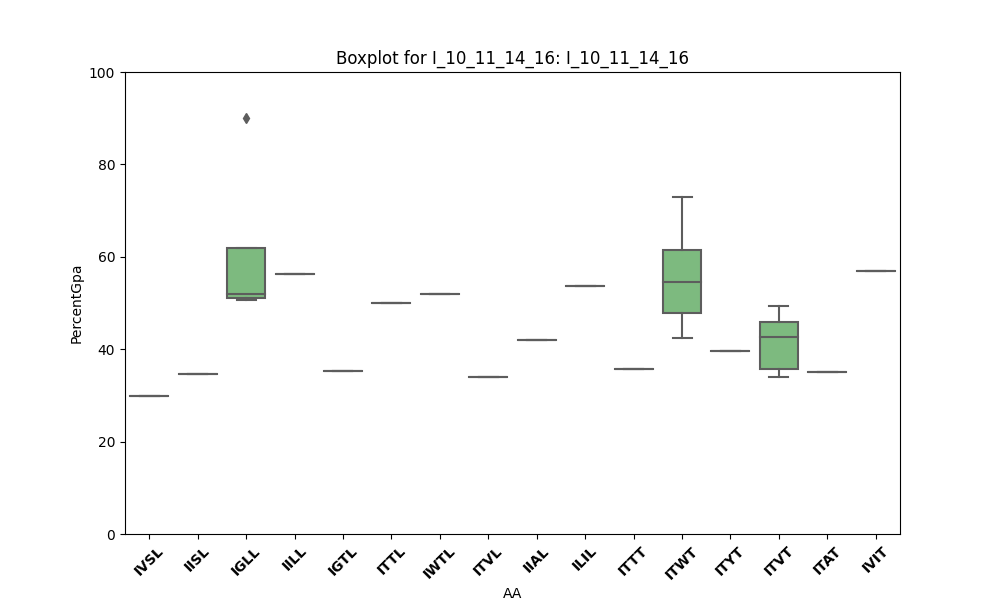 Boxplot for I_10_11_14_16: I_10_11_14_16
100
80
60
40
20
0
PercentGpa
IVSL
IISL
IGLL
IILL
IGTL
ITTL
IWTL
ITVL
IIAL
ILIL
ITTT
ITWT
ITYT
ITVT
ITAT
IVIT
AA